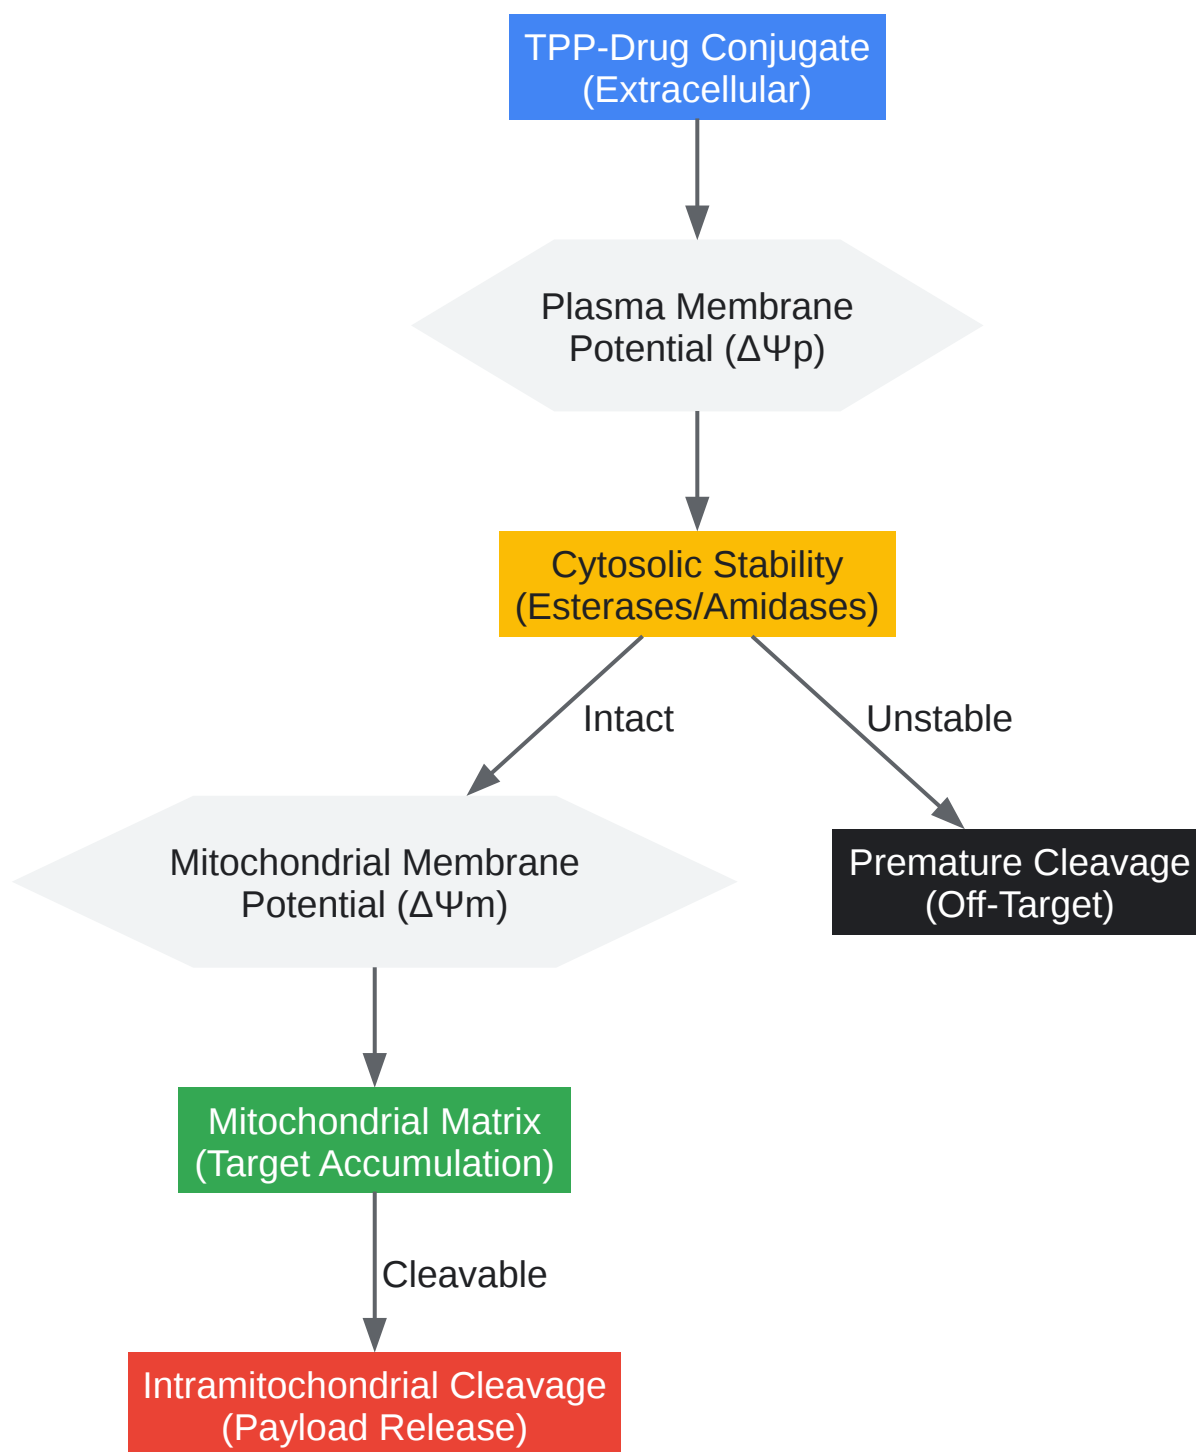 TPP-Drug Conjugate
(Extracellular)
Plasma Membrane
Potential (ΔΨp)
Cytosolic Stability
(Esterases/Amidases)
Intact
Unstable
Mitochondrial Membrane
Potential (ΔΨm)
Premature Cleavage
(Off-Target)
Mitochondrial Matrix
(Target Accumulation)
Cleavable
Intramitochondrial Cleavage
(Payload Release)